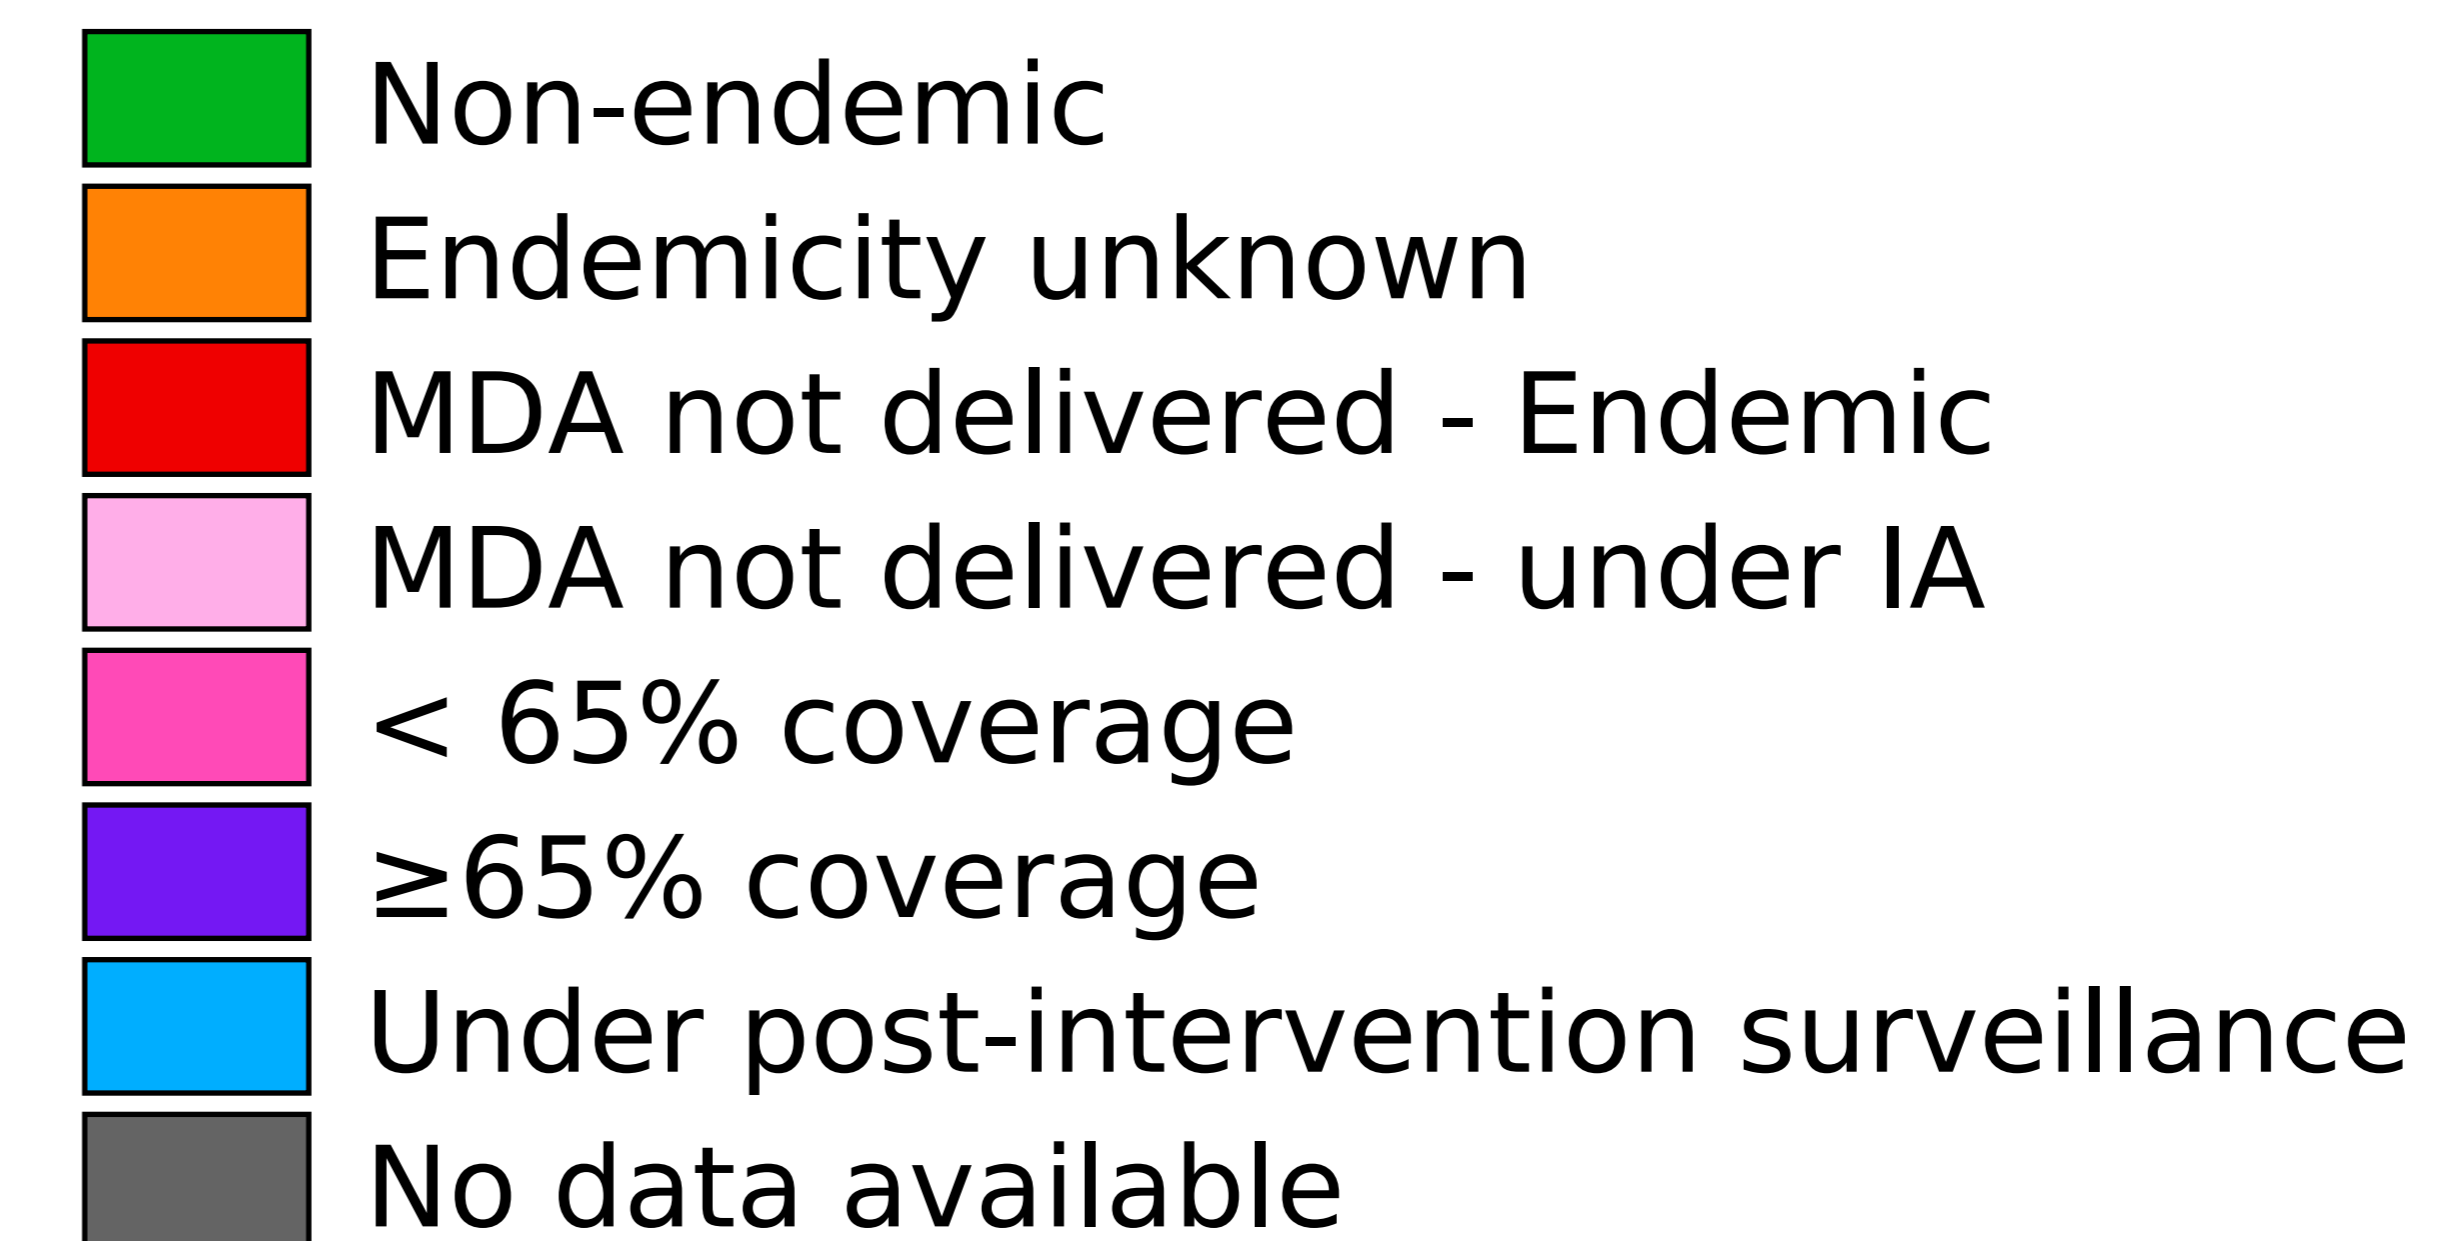 Non-endemic
Endemicity unknown
MDA not delivered - Endemic
MDA not delivered - under IA
< 65% coverage
≥65% coverage
Under post-intervention surveillance
No data available